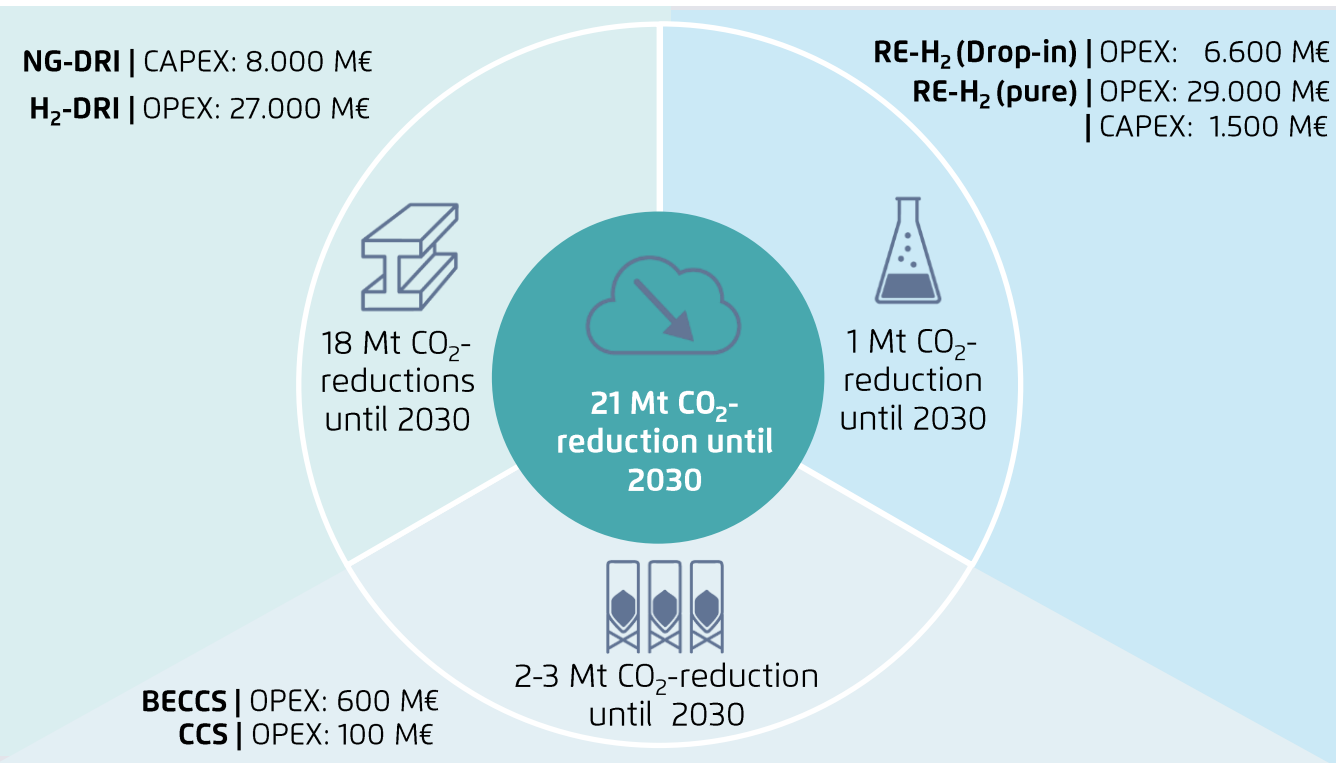 NG-DRI | CAPEX: 8.000 M€
H₂-DRI | OPEX: 27.000 M€
RE-H₂ (Drop-in) | OPEX: 6.600 M€
RE-H₂ (pure) | OPEX: 29.000 M€
| CAPEX: 1.500 M€
18 Mt CO₂-
reductions
until 2030
21 Mt CO₂-
reduction until
2030
1 Mt CO₂-
reduction
until 2030
2-3 Mt CO₂-reduction
until 2030
BECCS | OPEX: 600 M€
CCS | OPEX: 100 M€